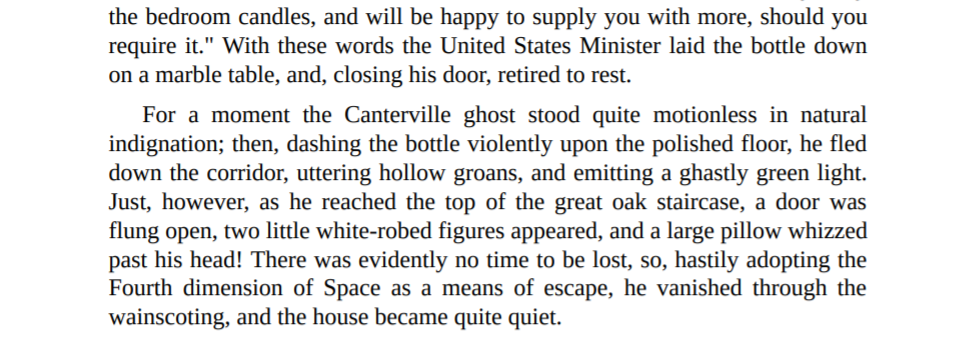 the bedroom candles, and will be happy to supply you with more, should you
require it." With these words the United States Minister laid the bottle down
on a marble table, and, closing his door, retired to rest.
For a moment the Canterville ghost stood quite motionless in natural
indignation; then, dashing the bottle violently upon the polished floor, he fled
down the corridor, uttering hollow groans, and emitting a ghastly green light.
Just, however, as he reached the top of the great oak staircase, a door was
flung open, two little white-robed figures appeared, and a large pillow whizzed
past his head! There was evidently no time to be lost, so, hastily adopting the
Fourth dimension of Space as a means of escape, he vanished through the
wainscoting, and the house became quite quiet.